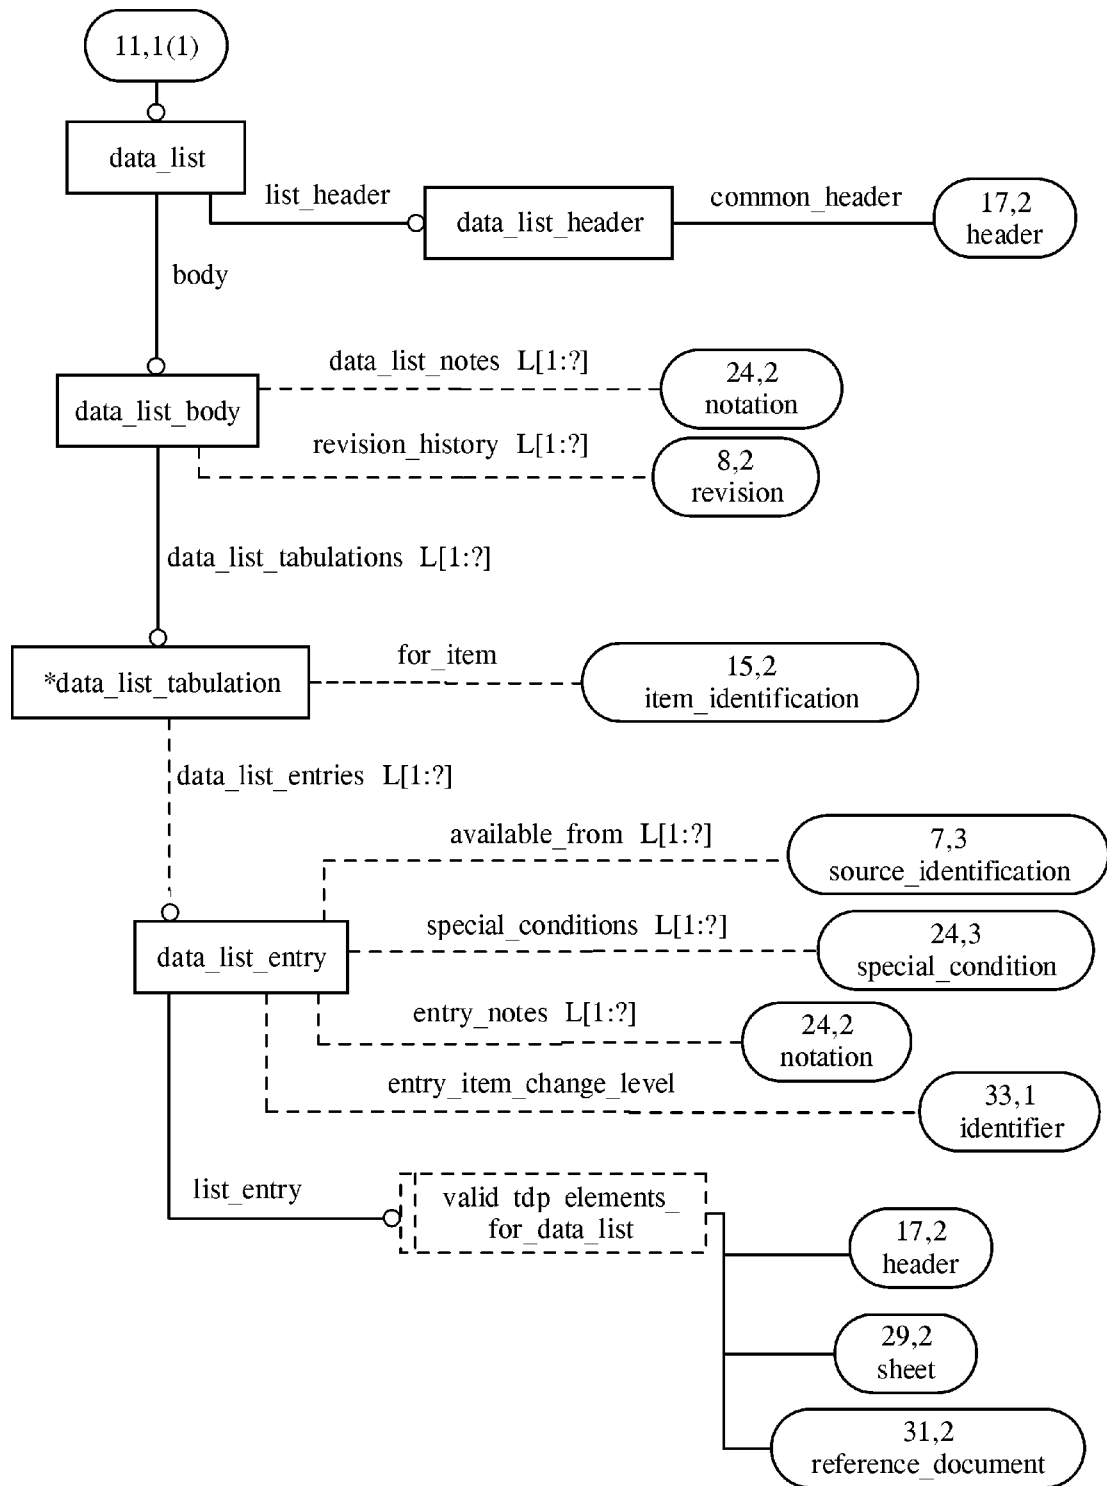 11,1(1)
data_list
list_header
data_list_header
common_header
17,2
header
body
data_list_notes L[1:?]
24,2
notation
data_list_body
revision_history L[1:?]
8,2
revision
data_list_tabulations L[1:?]
*data_list_tabulation
for_item
15,2
item_identification
data_list_entries L[1:?]
available_from L[1:?]
7,3
source_identification
data_list_entry
special_conditions L[1:?]
24,3
special_condition
entry_notes L[1:?]
24,2
notation
entry_item_change_level
33,1
identifier
list_entry
valid tdp elements_
for_data_list
17,2
header
29,2
sheet
31,2
reference_document